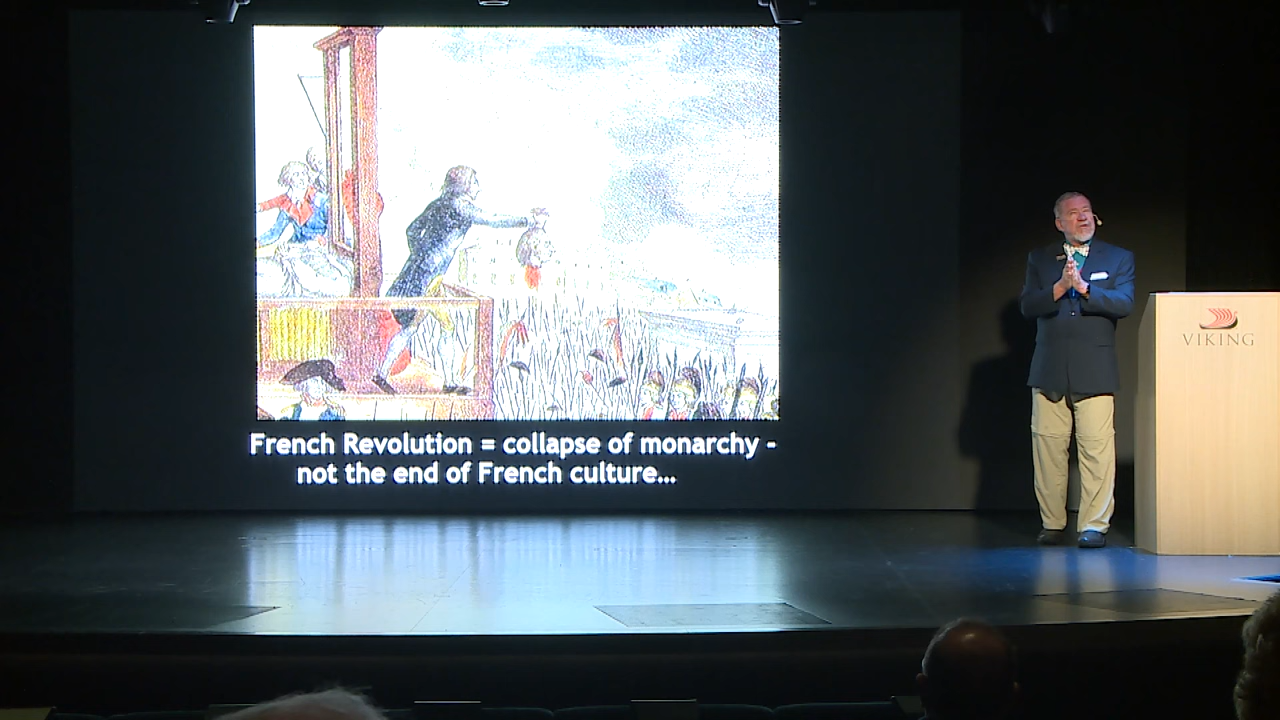 French Revolution = collapse of monarchy -
not the end of French culture...
VIKING